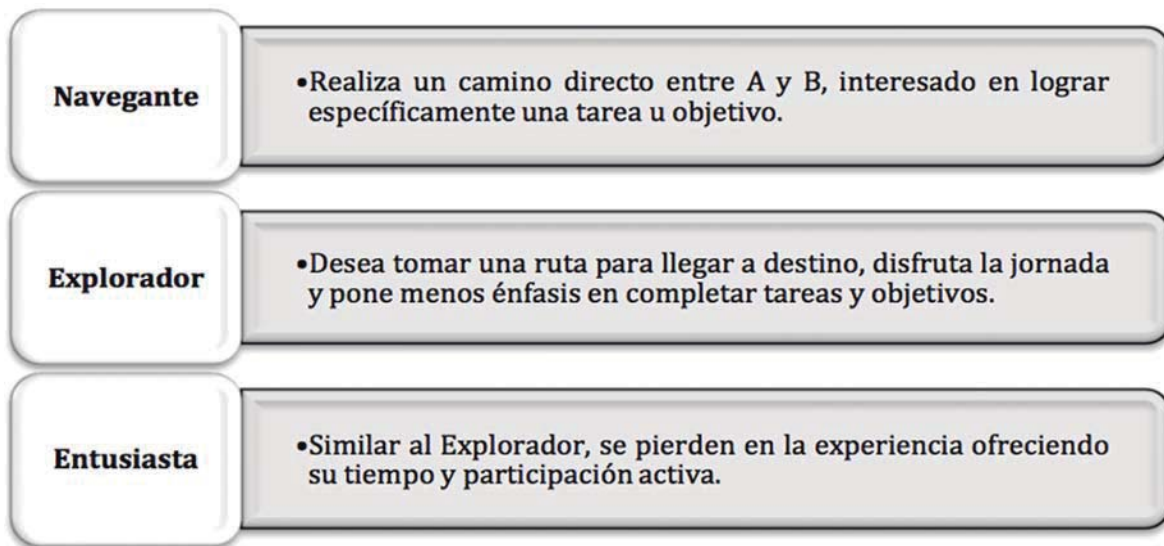 Navegante
•Realiza un camino directo entre A y B, interesado en lograr
específicamente una tarea u objetivo.
Explorador
•Desea tomar una ruta para llegar a destino, disfruta la jornada
y pone menos énfasis en completar tareas y objetivos.
Entusiasta
•Similar al Explorador, se pierden en la experiencia ofreciendo
su tiempo y participación activa.